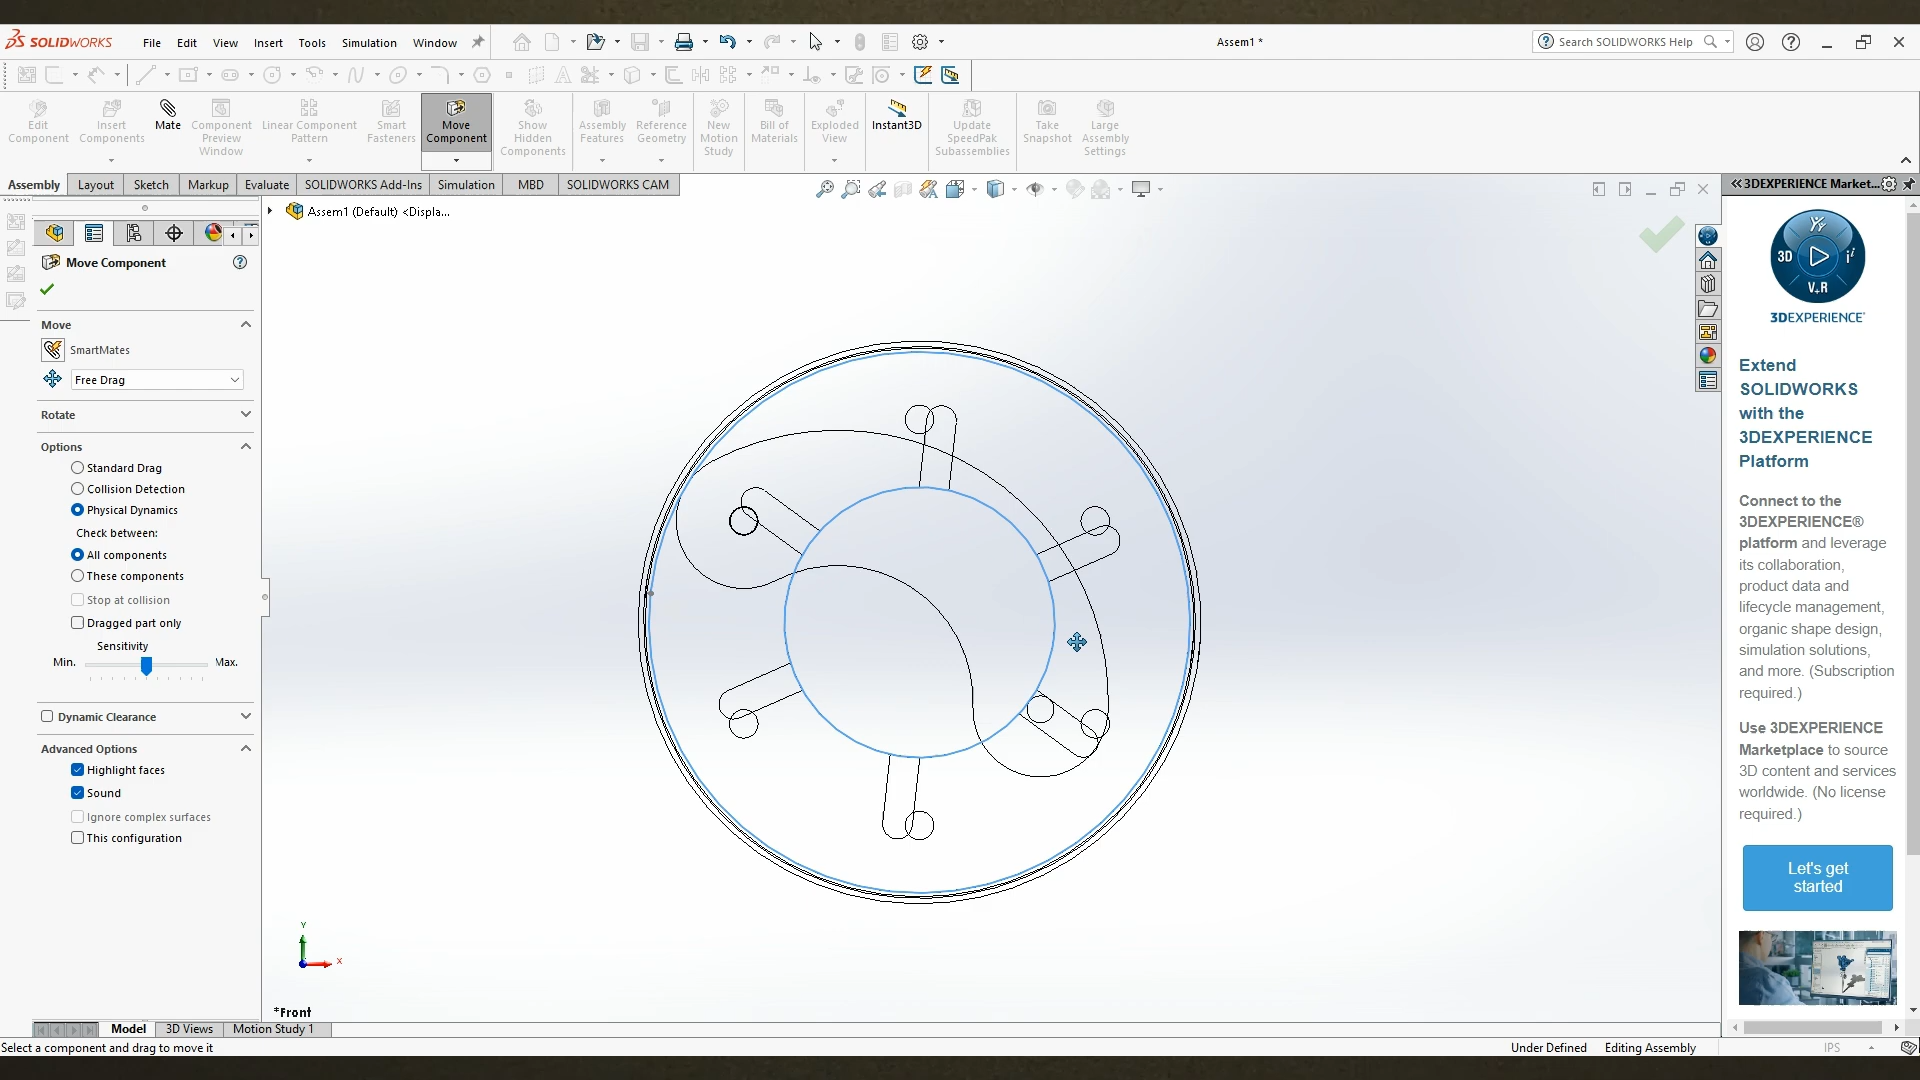 SOLIDWORKS
File Edit View Insert Tools Simulation Window
Assem1 *
Search SOLIDWORKS Help
Edit Component
Insert Components
Mate
Component Preview Window
Linear Component Pattern
Smart Fasteners
Move Component
Show Hidden Components
Assembly Features
Reference Geometry
New Motion Study
Bill of Materials
Exploded View
Instant3D
Update SpeedPak Subassemblies
Take Snapshot
Large Assembly Settings
Assembly Layout Sketch Markup Evaluate SOLIDWORKS Add-Ins Simulation MBD SOLIDWORKS CAM
3DEXPERIENCE Market...
Assem1 (Default) <Displa...
Move Component
Move
SmartMates
Free Drag
Rotate
Options
Standard Drag
Collision Detection
Physical Dynamics
Check between:
All components
These components
Stop at collision
Dragged part only
Sensitivity
Min. Max.
Dynamic Clearance
Advanced Options
Highlight faces
Sound
Ignore complex surfaces
This configuration
Y
X
*Front
3D
V+R
3DEXPERIENCE
Extend
SOLIDWORKS
with the
3DEXPERIENCE
Platform
Connect to the
3DEXPERIENCE®
platform and leverage
its collaboration,
product data and
lifecycle management,
organic shape design,
simulation solutions,
and more. (Subscription
required.)
Use 3DEXPERIENCE
Marketplace to source
3D content and services
worldwide. (No license
required.)
Let's get
started
Model 3D Views Motion Study 1
Select a component and drag to move it
Under Defined Editing Assembly IPS